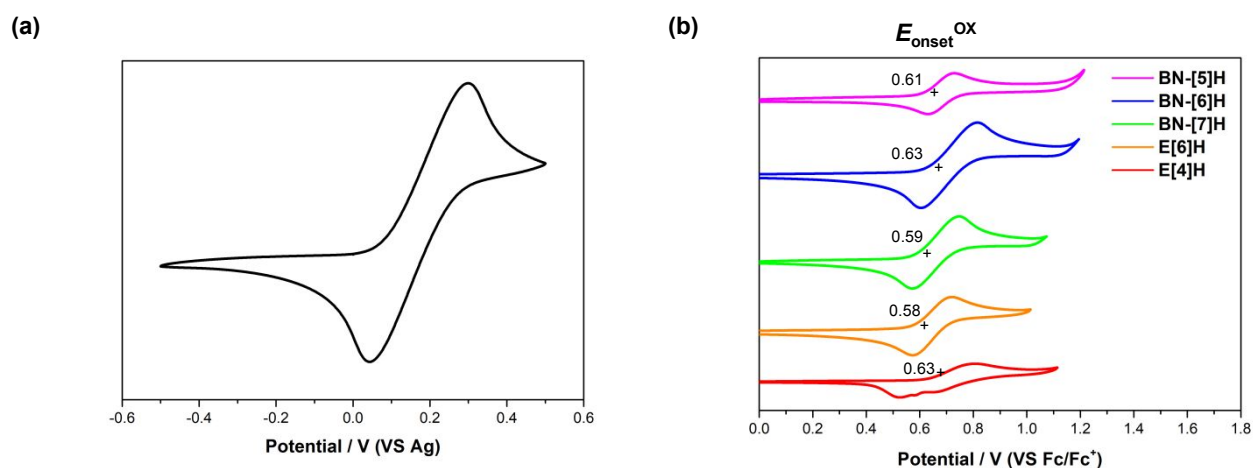 (a)
-0.6 -0.4 -0.2 0.0 0.2 0.4 0.6
Potential / V (VS Ag)
(b)
E_onset^OX
0.61
0.63
0.59
0.58
0.63
BN-[5]H
BN-[6]H
BN-[7]H
E[6]H
E[4]H
0.0 0.2 0.4 0.6 0.8 1.0 1.2 1.4 1.6 1.8
Potential / V (VS Fc/Fc⁺)